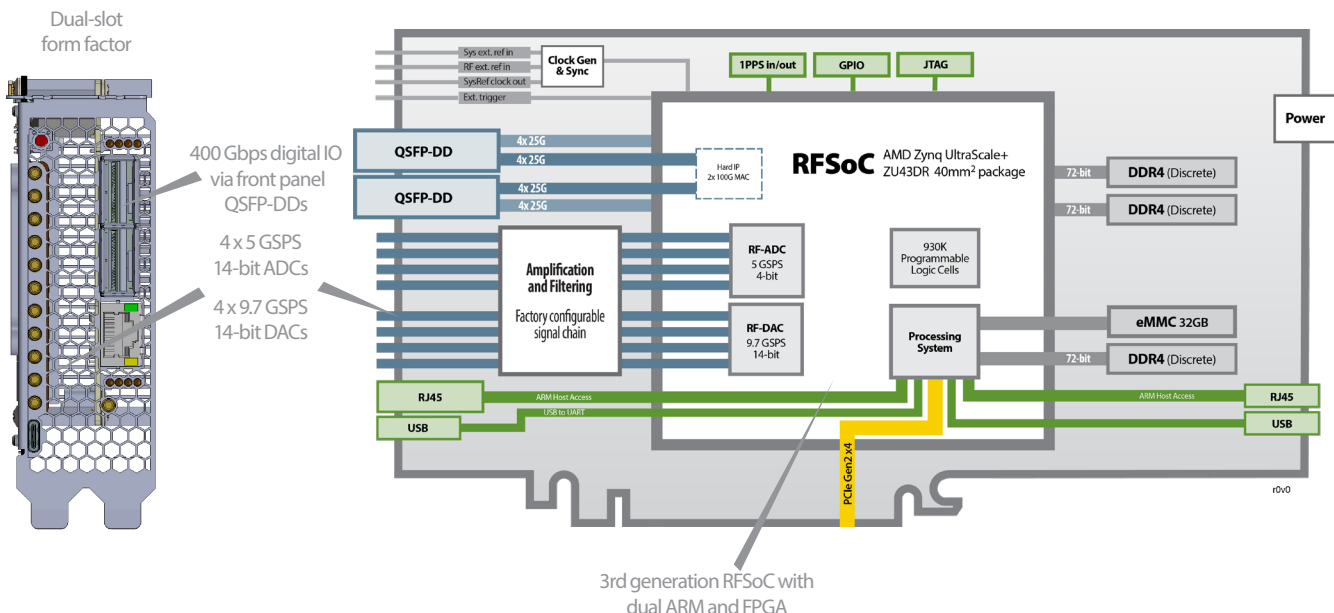 Dual-slot
form factor
400 Gbps digital IO
via front panel
QSFP-DDs
4 x 5 GSPS
14-bit ADCs
4 x 9.7 GSPS
14-bit DACs
Sys ext. ref in
RF ext. ref in
SysRef clock out
Ext. trigger
Clock Gen
& Sync
1PPS in/out
GPIO
JTAG
Power
QSFP-DD
QSFP-DD
4x 25G
4x 25G
4x 25G
4x 25G
Hard IP
2x 100G MAC
RFSoC
AMD Zynq UltraScale+
ZU43DR 40mm² package
72-bit
DDR4 (Discrete)
72-bit
DDR4 (Discrete)
Amplification
and Filtering
Factory configurable
signal chain
RF-ADC
5 GSPS
4-bit
RF-DAC
9.7 GSPS
14-bit
930K
Programmable
Logic Cells
Processing
System
eMMC 32GB
72-bit
DDR4 (Discrete)
RJ45
ARM Host Access
USB
USB to UART
ARM Host Access
RJ45
USB
PCIe Gen2 x4
r0v0
3rd generation RFSoC with
dual ARM and FPGA